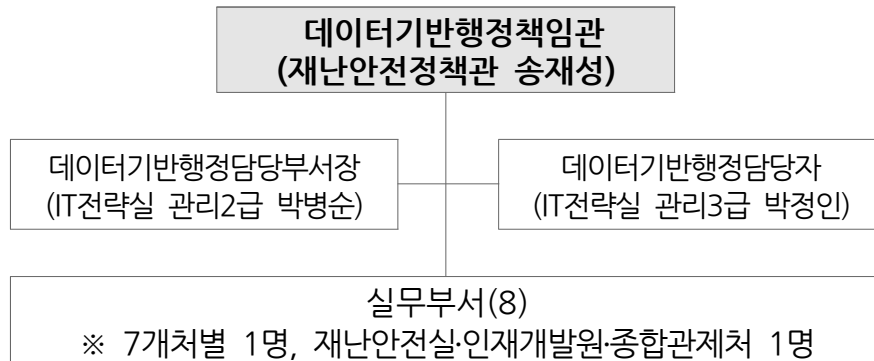 데이터기반행정책임관
(재난안전정책관 송재성)
데이터기반행정담당부서장
(IT전략실 관리2급 박병순)
데이터기반행정담당자
(IT전략실 관리3급 박정인)
실무부서(8)
※ 7개처별 1명, 재난안전실·인재개발원·종합관제처 1명